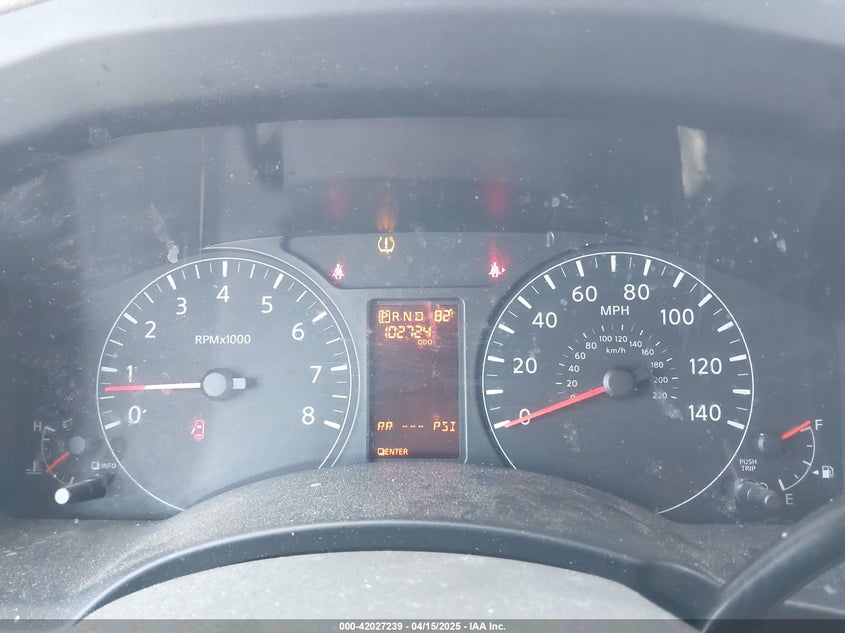 0 1 2 3 4 5 6 7 8
RPMx1000
H
INFO
P R N D 82°
102724
ODO
RR --- PSI
ENTER
0 20 40 60 80 100 120 140
MPH
0 20 40 60 80 100 120 140 160 180 200 220
km/h
PUSH
TRIP
F
E
000-42027239 - 04/15/2025 - IAA Inc.